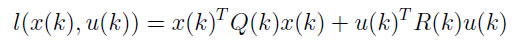 l(x(k), u(k)) = x(k)^T Q(k)x(k) + u(k)^T R(k)u(k)